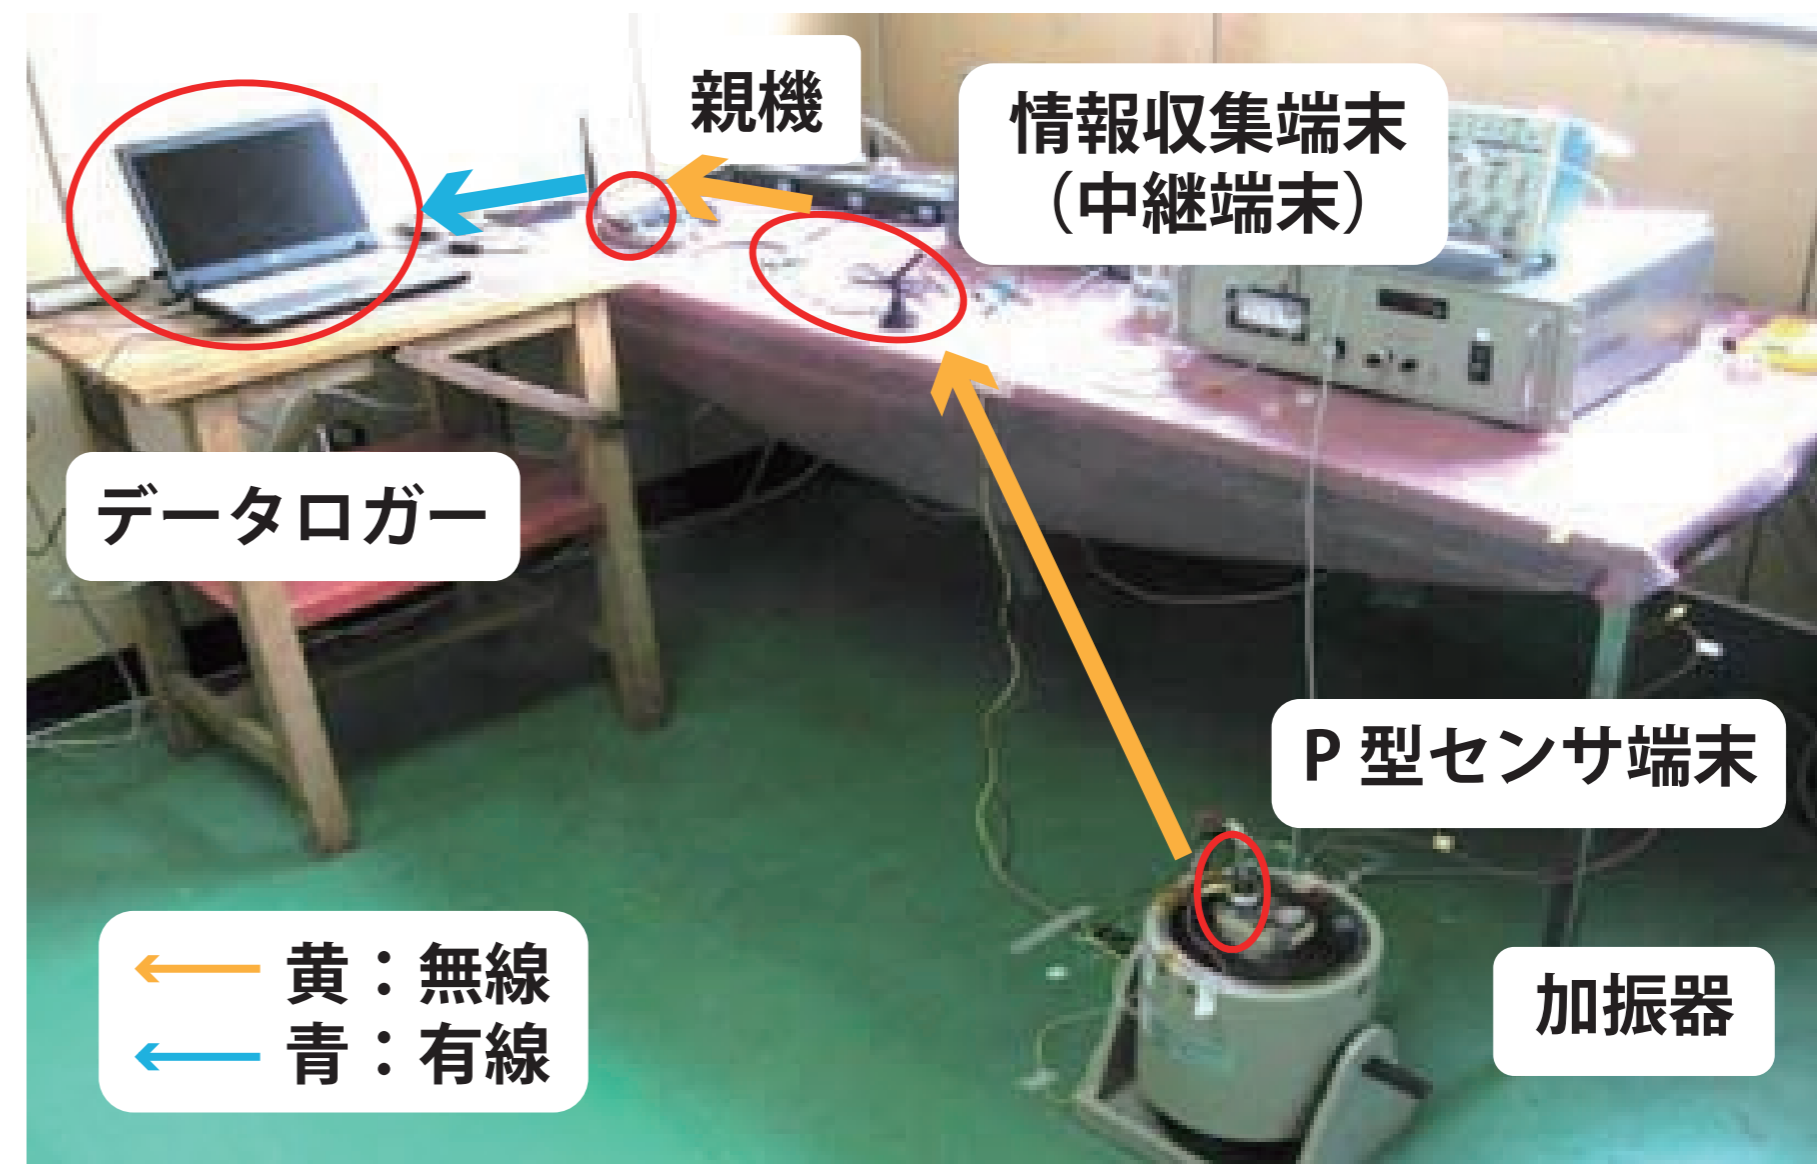 親機
情報収集端末
（中継端末）
データロガー
P 型センサ端末
加振器
黄：無線
青：有線